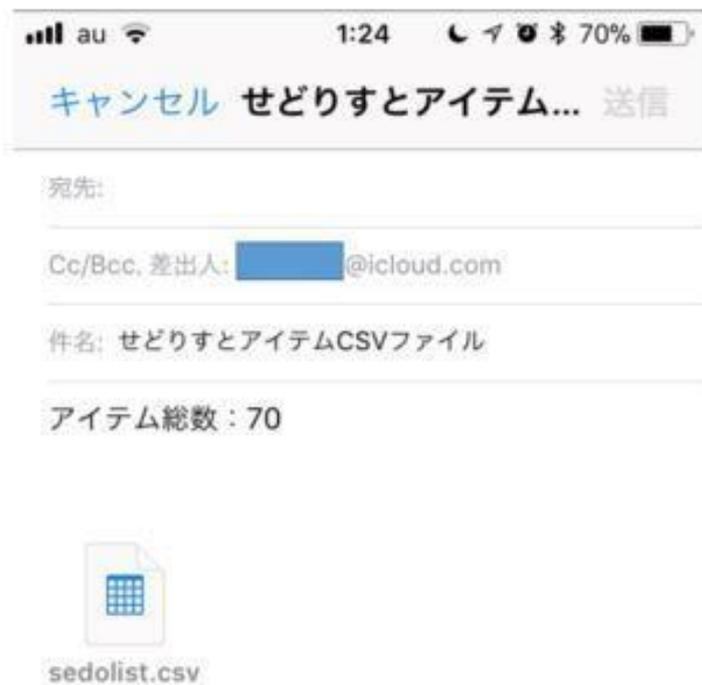 au 1:24 70%
キャンセル せどりすとアイテム... 送信
宛先:
Cc/Bcc, 差出人: @icloud.com
件名: せどりすとアイテムCSVファイル
アイテム総数：70
sedolist.csv